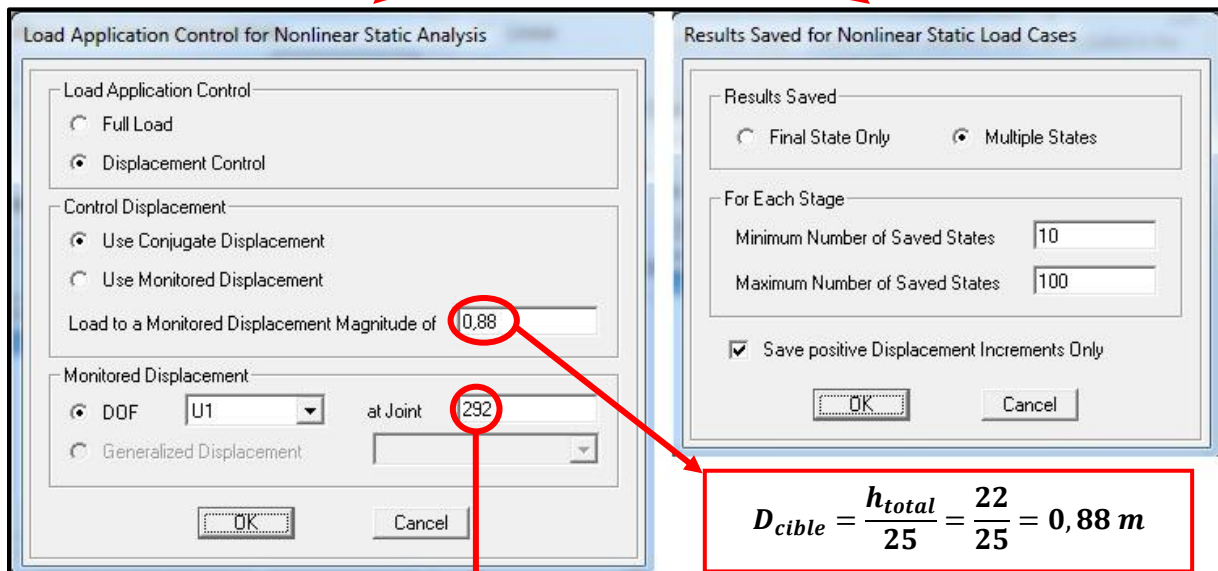 Load Application Control for Nonlinear Static Analysis
Load Application Control
Full Load
Displacement Control
Control Displacement
Use Conjugate Displacement
Use Monitored Displacement
Load to a Monitored Displacement Magnitude of 0,88
Monitored Displacement
DOF U1 at Joint 292
Generalized Displacement
OK Cancel
Results Saved for Nonlinear Static Load Cases
Results Saved
Final State Only Multiple States
For Each Stage
Minimum Number of Saved States 10
Maximum Number of Saved States 100
Save positive Displacement Increments Only
OK Cancel
D_cible = h_total/25 = 22/25 = 0, 88 m